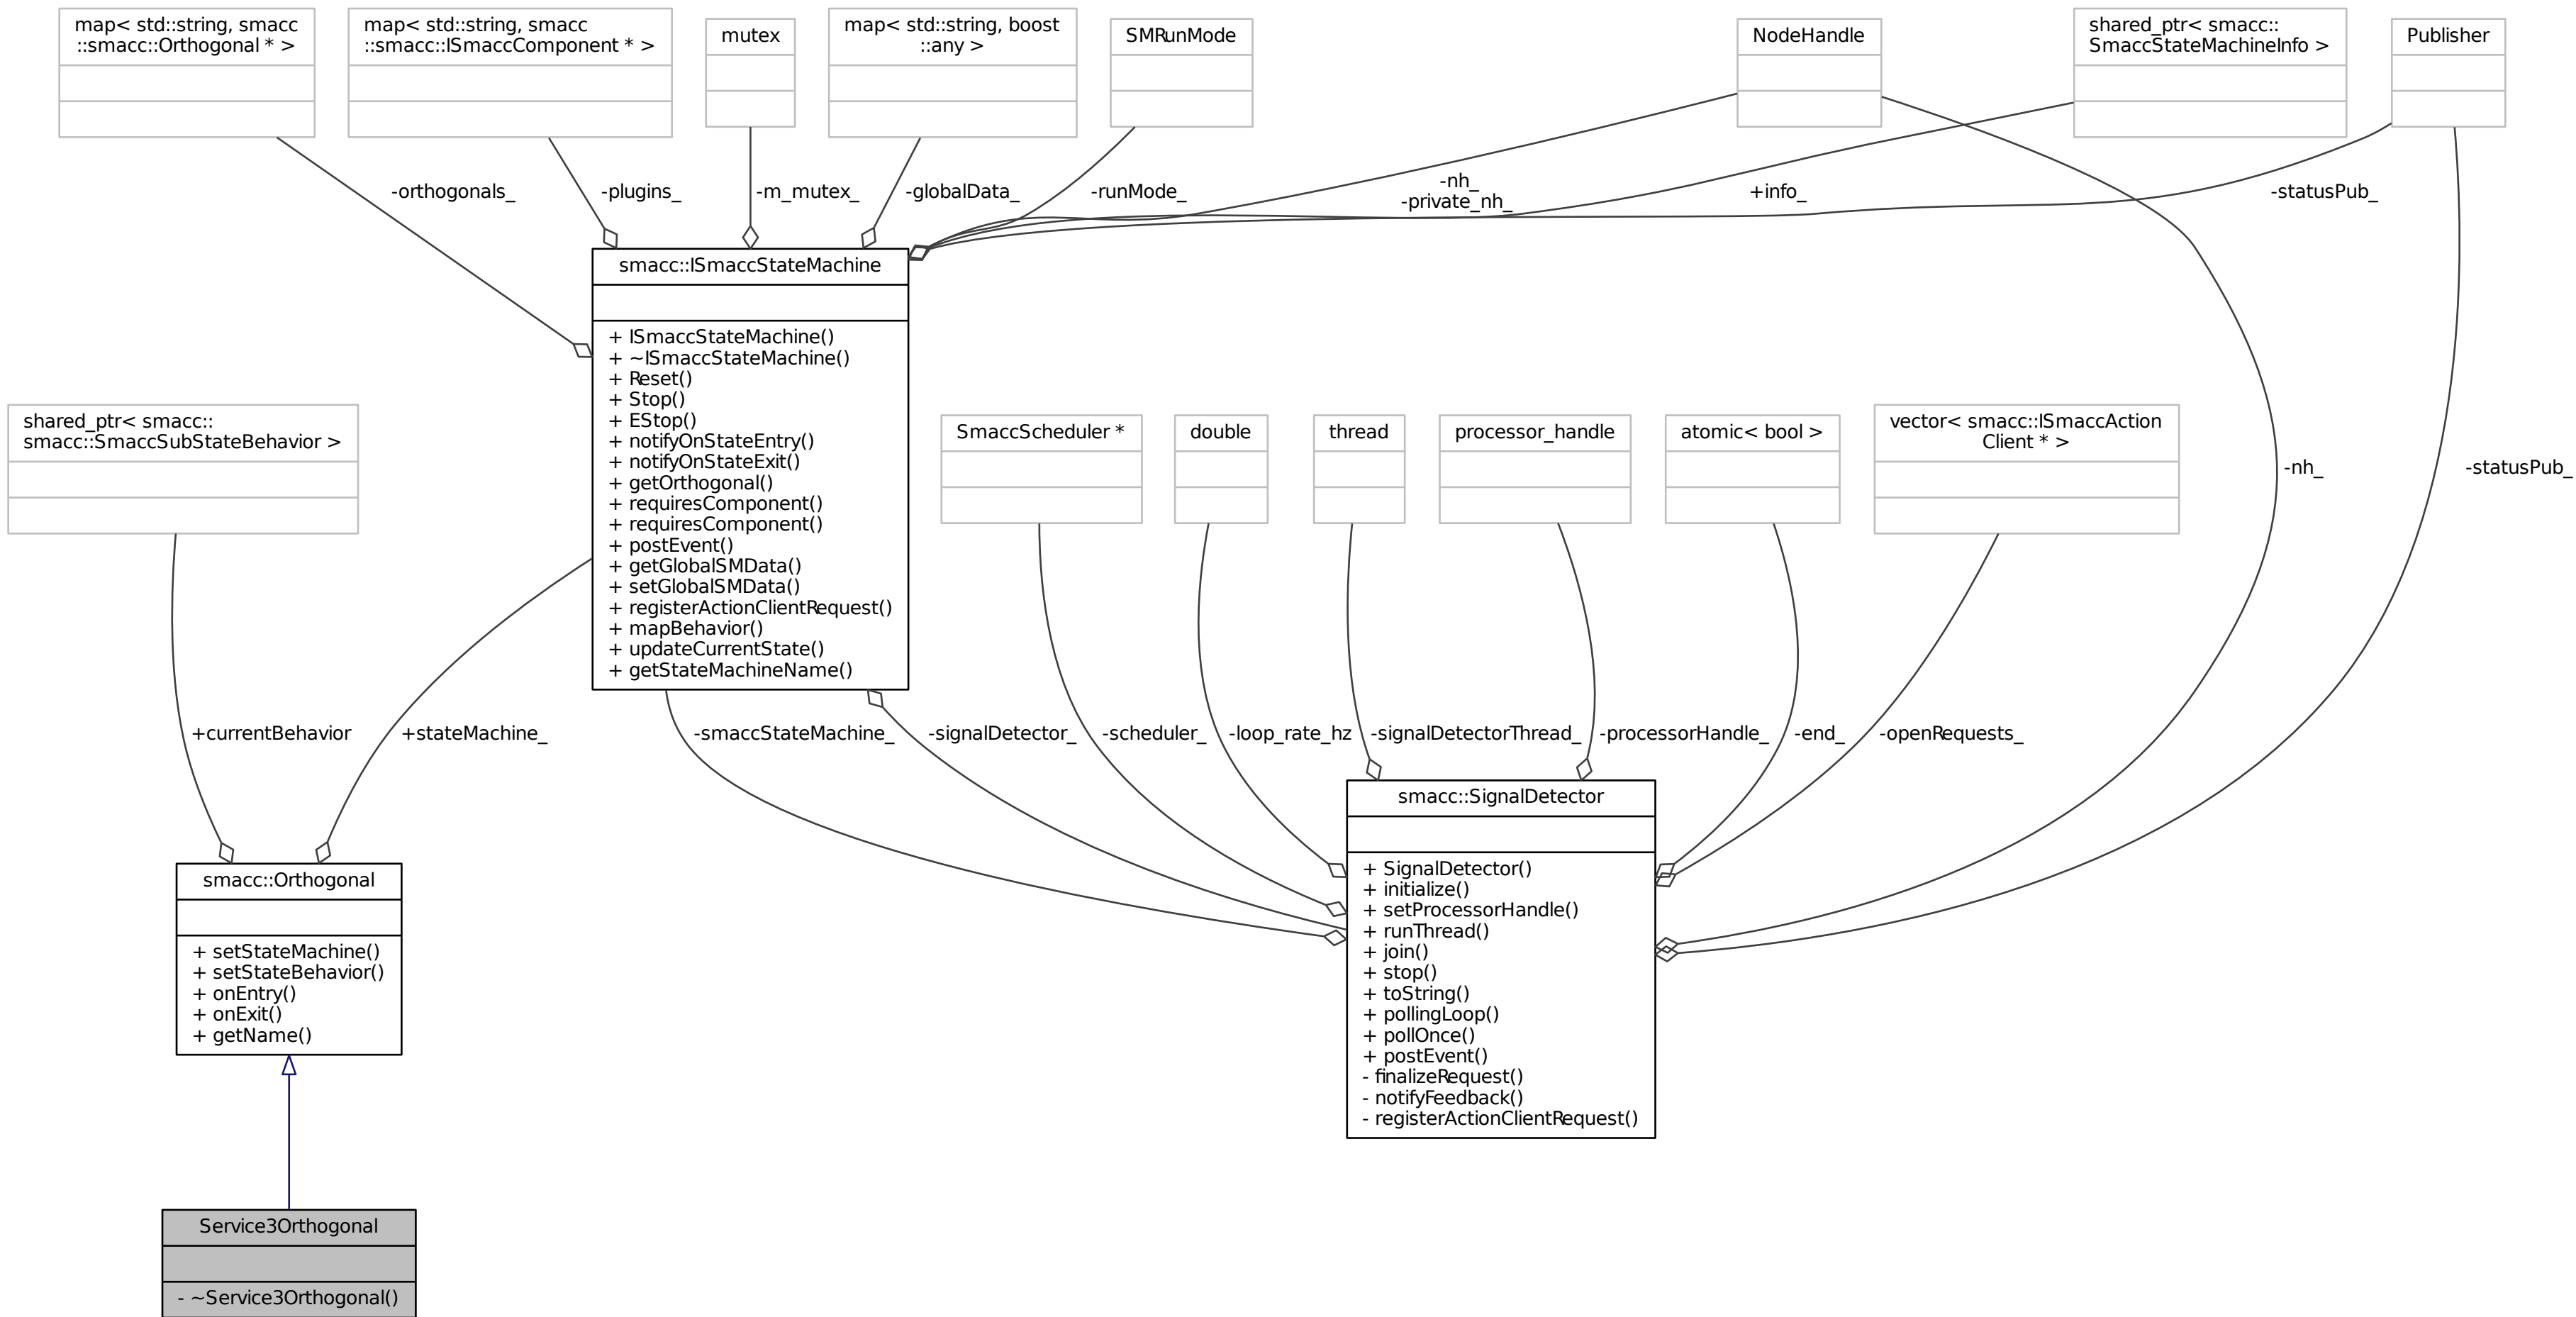 map< std::string, smacc
::smacc::Orthogonal * >
map< std::string, smacc
::smacc::ISmaccComponent * >
mutex
map< std::string, boost
::any >
SMRunMode
NodeHandle
shared_ptr< smacc::
SmaccStateMachineInfo >
Publisher
-orthogonals_
-plugins_
-m_mutex_
-globalData_
-runMode_
-nh_
-private_nh_
+info_
-statusPub_
smacc::ISmaccStateMachine
+ ISmaccStateMachine()
+ ~ISmaccStateMachine()
+ Reset()
+ Stop()
+ EStop()
+ notifyOnStateEntry()
+ notifyOnStateExit()
+ getOrthogonal()
+ requiresComponent()
+ requiresComponent()
+ postEvent()
+ getGlobalSMData()
+ setGlobalSMData()
+ registerActionClientRequest()
+ mapBehavior()
+ updateCurrentState()
+ getStateMachineName()
shared_ptr< smacc::
smacc::SmaccSubStateBehavior >
SmaccScheduler *
double
thread
processor_handle
atomic< bool >
vector< smacc::ISmaccAction
Client * >
-nh_
-statusPub_
+currentBehavior
+stateMachine_
-smaccStateMachine_
-signalDetector_
-scheduler_
-loop_rate_hz
-signalDetectorThread_
-processorHandle_
-end_
-openRequests_
smacc::SignalDetector
+ SignalDetector()
+ initialize()
+ setProcessorHandle()
+ runThread()
+ join()
+ stop()
+ toString()
+ pollingLoop()
+ pollOnce()
+ postEvent()
- finalizeRequest()
- notifyFeedback()
- registerActionClientRequest()
smacc::Orthogonal
+ setStateMachine()
+ setStateBehavior()
+ onEntry()
+ onExit()
+ getName()
Service3Orthogonal
- ~Service3Orthogonal()